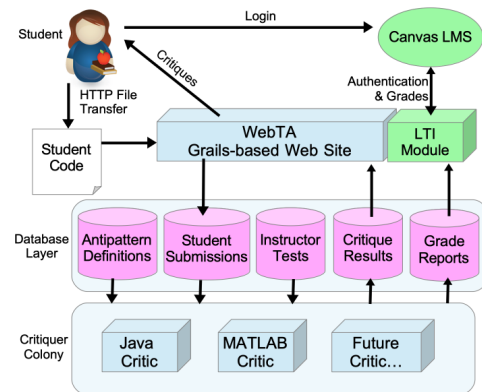 Student
Login
Canvas LMS
Critiques
HTTP File
Transfer
Authentication
& Grades
Student
Code
WebTA
Grails-based Web Site
LTI
Module
Database
Layer
Antipattern
Definitions
Student
Submissions
Instructor
Tests
Critique
Results
Grade
Reports
Critiquer
Colony
Java
Critic
MATLAB
Critic
Future
Critic…